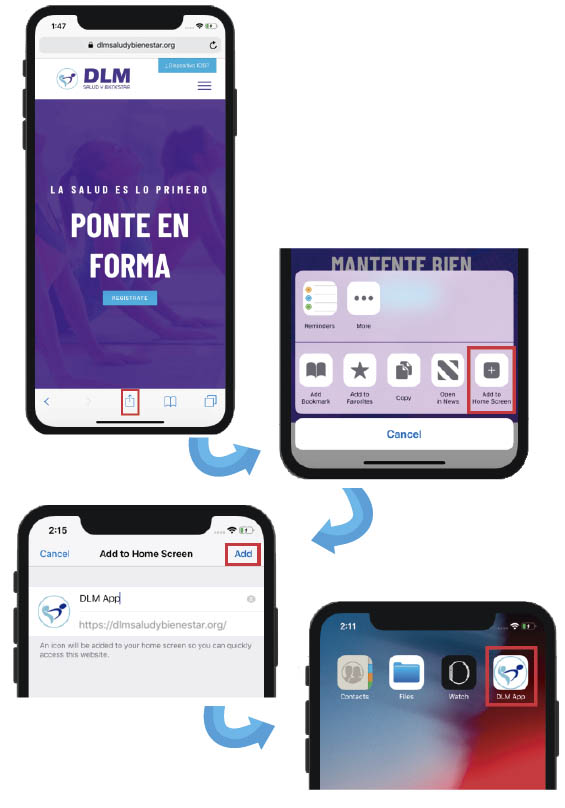 1:47
dlmsaludybienestar.org
¿Dispositivo IOS?
DLM
SALUD Y BIENESTAR
LA SALUD ES LO PRIMERO
PONTE EN
FORMA
REGÍSTRATE
MANTENTE BIEN
Reminders
More
Add
Bookmark
Add to
Favorites
Copy
Open
in News
Add to
Home Screen
Cancel
2:15
Cancel
Add to Home Screen
Add
DLM App
https://dlmsaludybienestar.org/
An icon will be added to your home screen so you can quickly
access this website.
2:11
Contacts
Files
Watch
DLM App